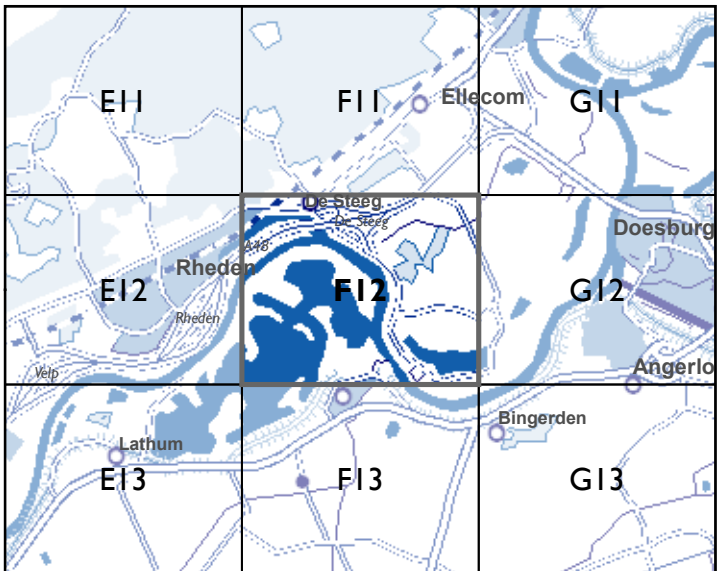 E11
F11
Ellecom
G11
De Steeg
De Steeg
Doesburg
A48
Rheden
E12
F12
G12
Rheden
Velp
Angerlo
Bingerden
Lathum
E13
F13
G13